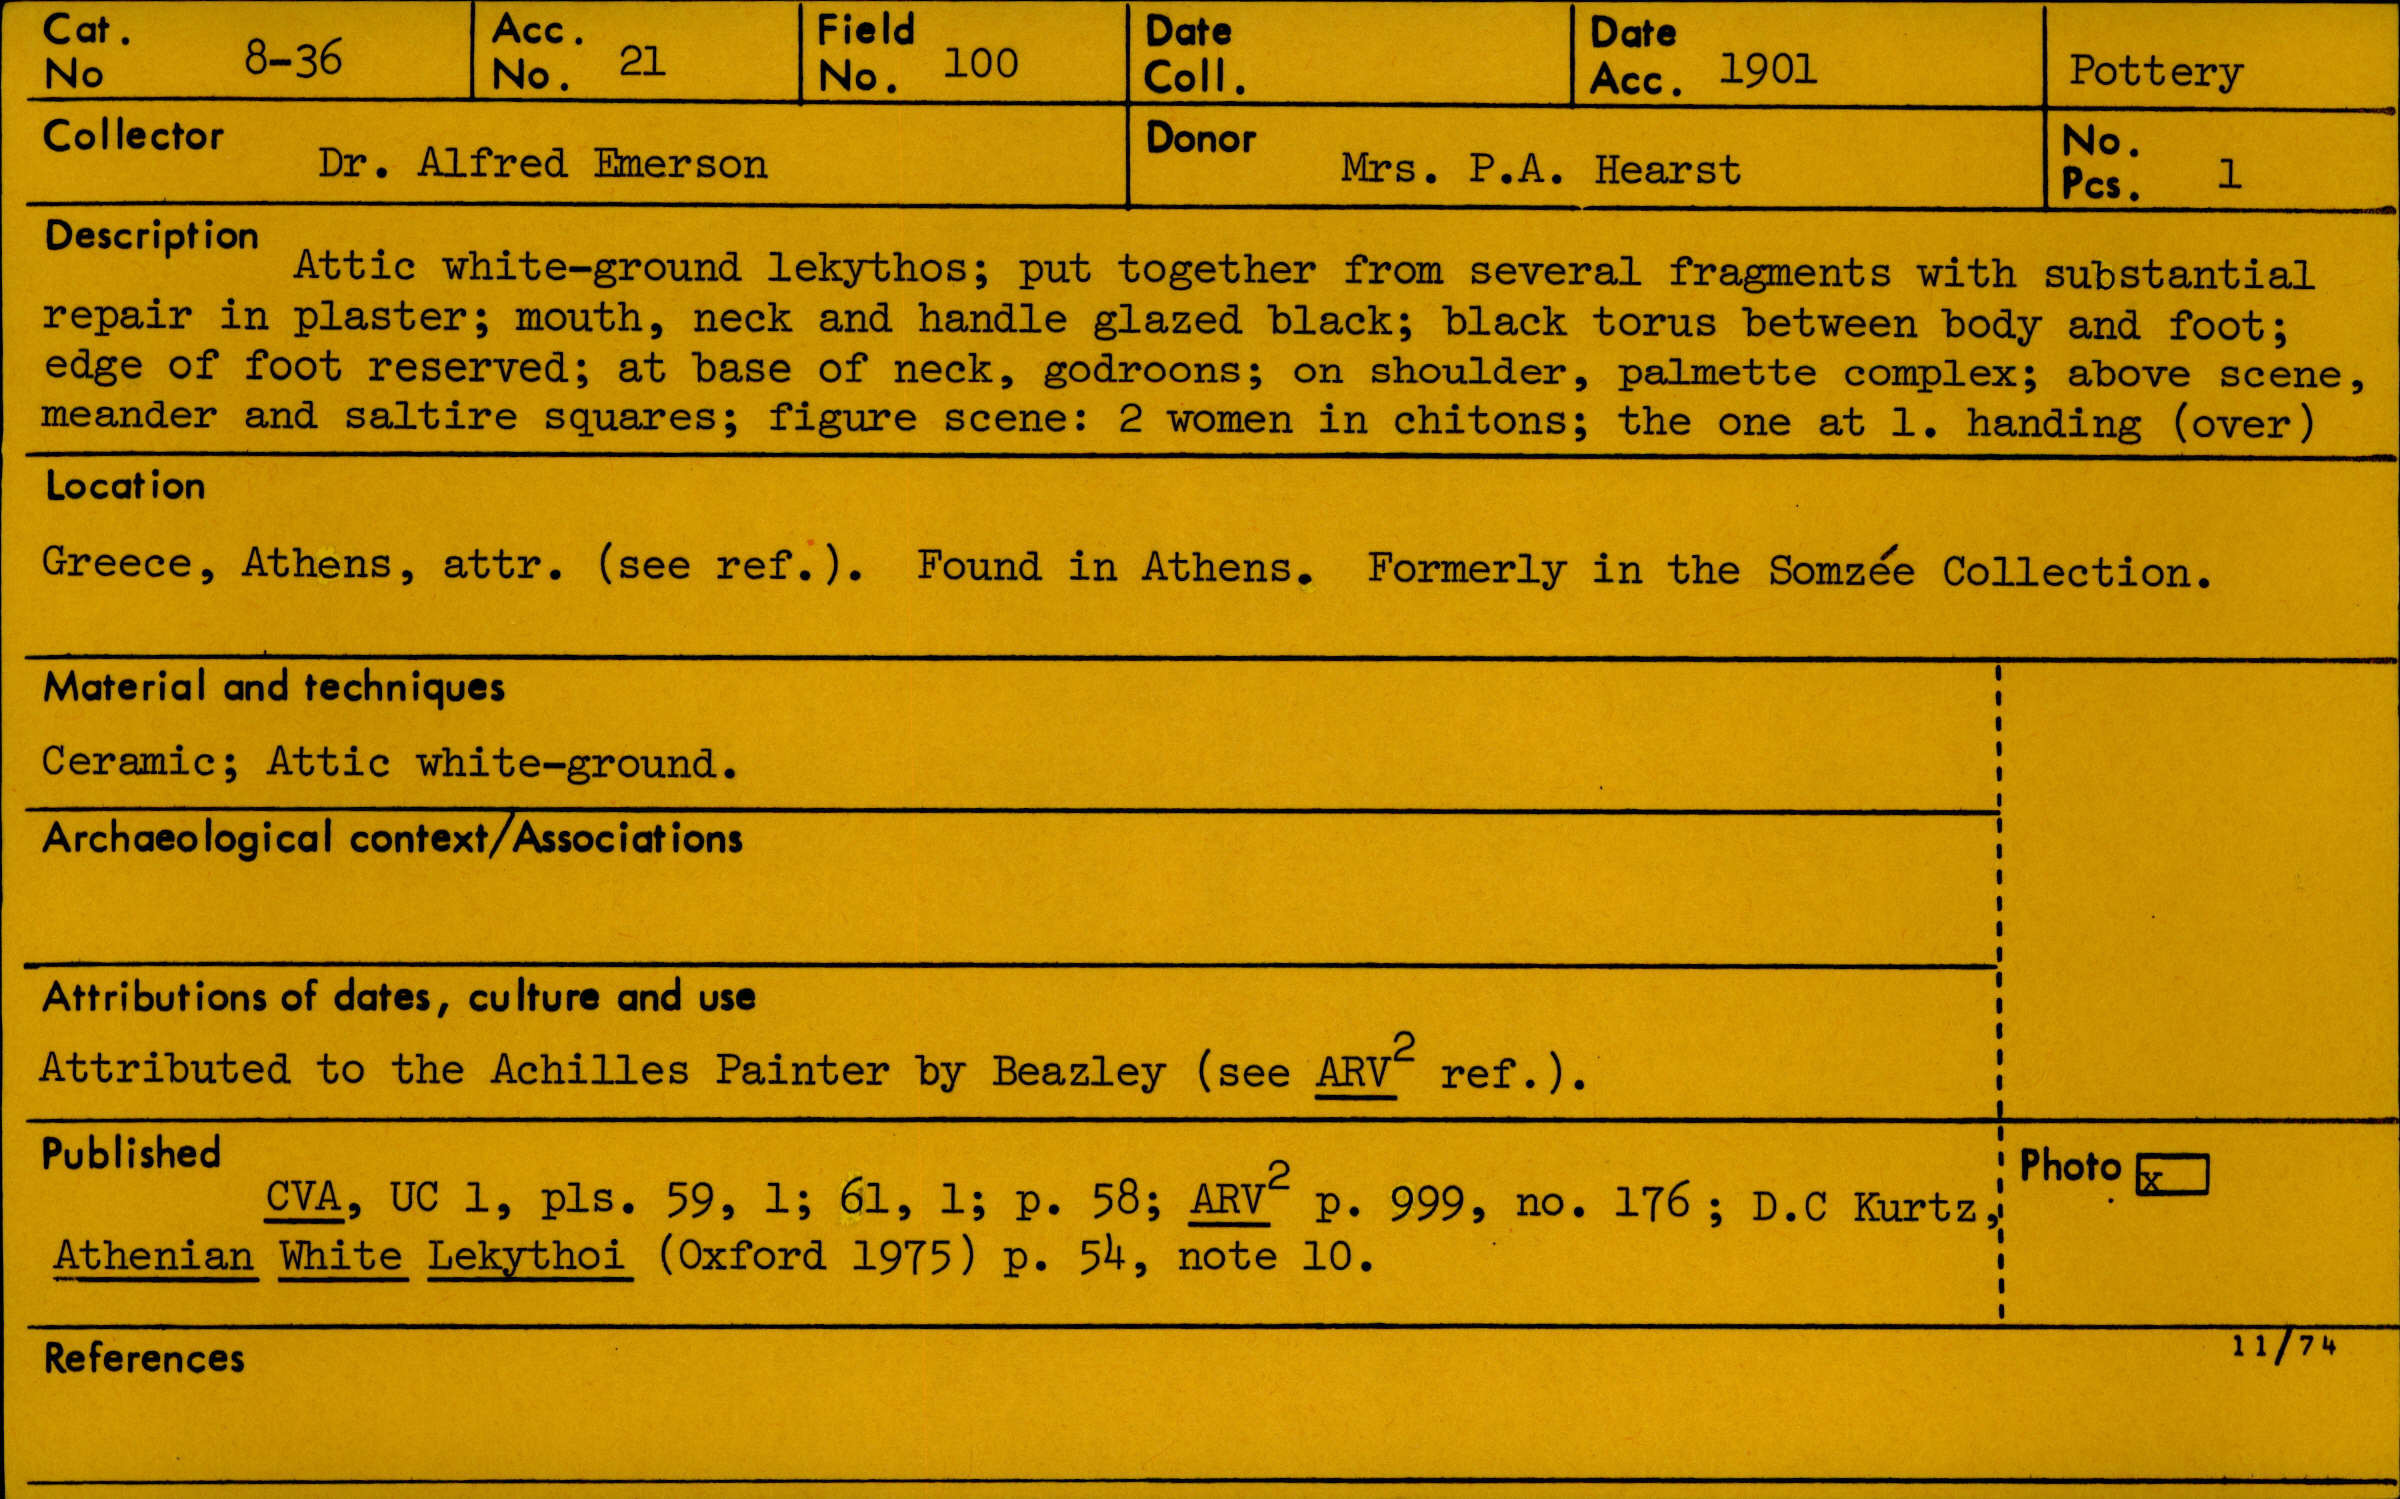 Cat. No 8-36 Acc. No. 21 Field No. 100 Date Coll. Date Acc. 1901 Pottery
Collector Dr. Alfred Emerson Donor Mrs. P.A. Hearst No. Pcs. 1
Description
Attic white-ground lekythos; put together from several fragments with substantial
repair in plaster; mouth, neck and handle glazed black; black torus between body and foot;
edge of foot reserved; at base of neck, godroons; on shoulder, palmette complex; above scene,
meander and saltire squares; figure scene: 2 women in chitons; the one at l. handing (over)
Location
Greece, Athens, attr. (see ref.). Found in Athens. Formerly in the Somzée Collection.
Material and techniques
Ceramic; Attic white-ground.
Archaeological context/Associations
Attributions of dates, culture and use
Attributed to the Achilles Painter by Beazley (see ARV² ref.).
Published
Photo x
CVA, UC 1, pls. 59, 1; 61, 1; p. 58; ARV² p. 999, no. 176 ; D.C Kurtz,
Athenian White Lekythoi (Oxford 1975) p. 54, note 10.
References
11/74